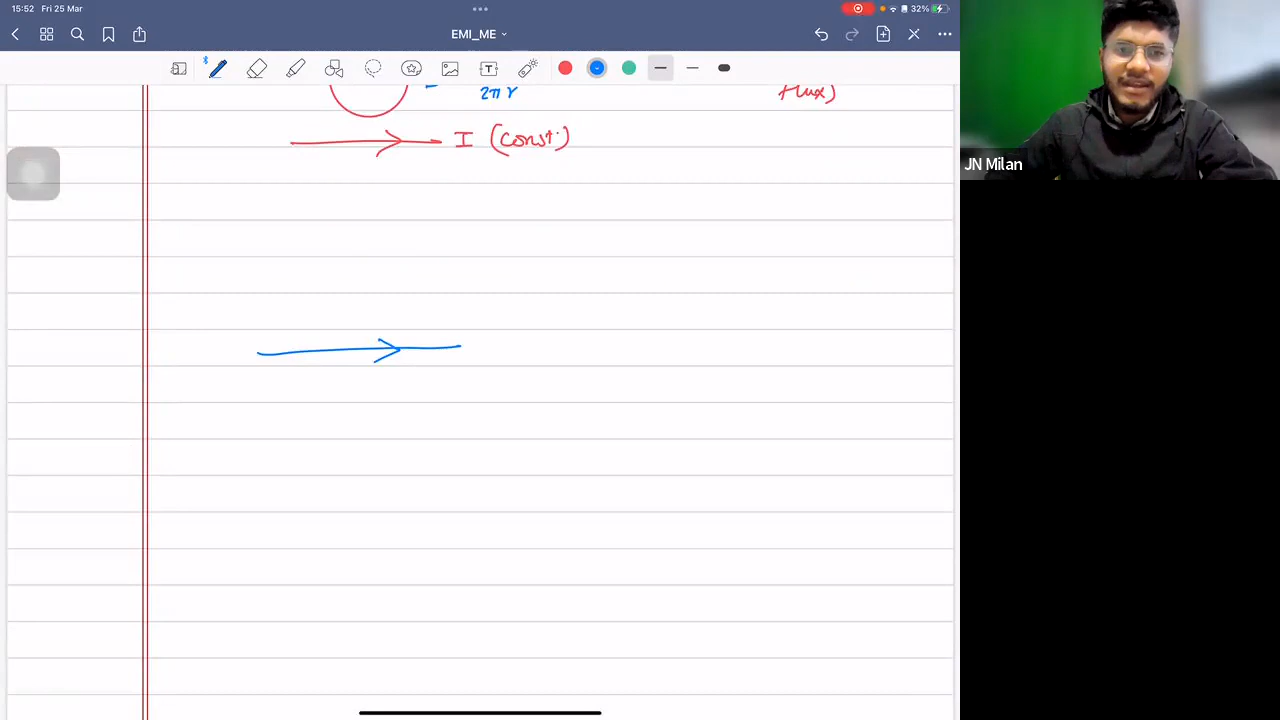 15:52 Fri 25 Mar
32%
EMI_ME
2πr
flux)
I (const.)
JN Milan